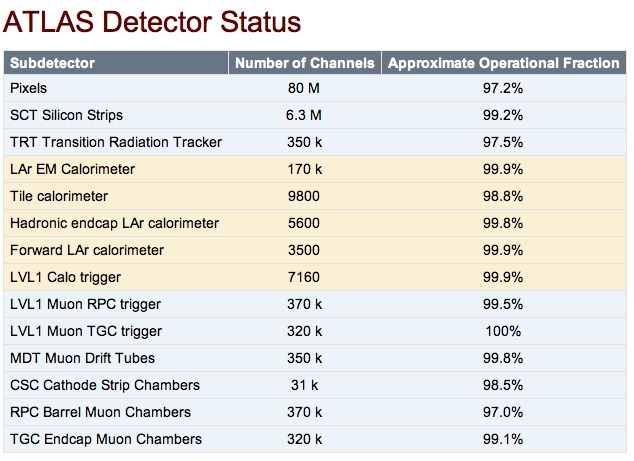 ATLAS Detector Status
Subdetector Number of Channels Approximate Operational Fraction
Pixels 80 M 97.2%
SCT Silicon Strips 6.3 M 99.2%
TRT Transition Radiation Tracker 350 k 97.5%
LAr EM Calorimeter 170 k 99.9%
Tile calorimeter 9800 98.8%
Hadronic endcap LAr calorimeter 5600 99.8%
Forward LAr calorimeter 3500 99.9%
LVL1 Calo trigger 7160 99.9%
LVL1 Muon RPC trigger 370 k 99.5%
LVL1 Muon TGC trigger 320 k 100%
MDT Muon Drift Tubes 350 k 99.8%
CSC Cathode Strip Chambers 31 k 98.5%
RPC Barrel Muon Chambers 370 k 97.0%
TGC Endcap Muon Chambers 320 k 99.1%